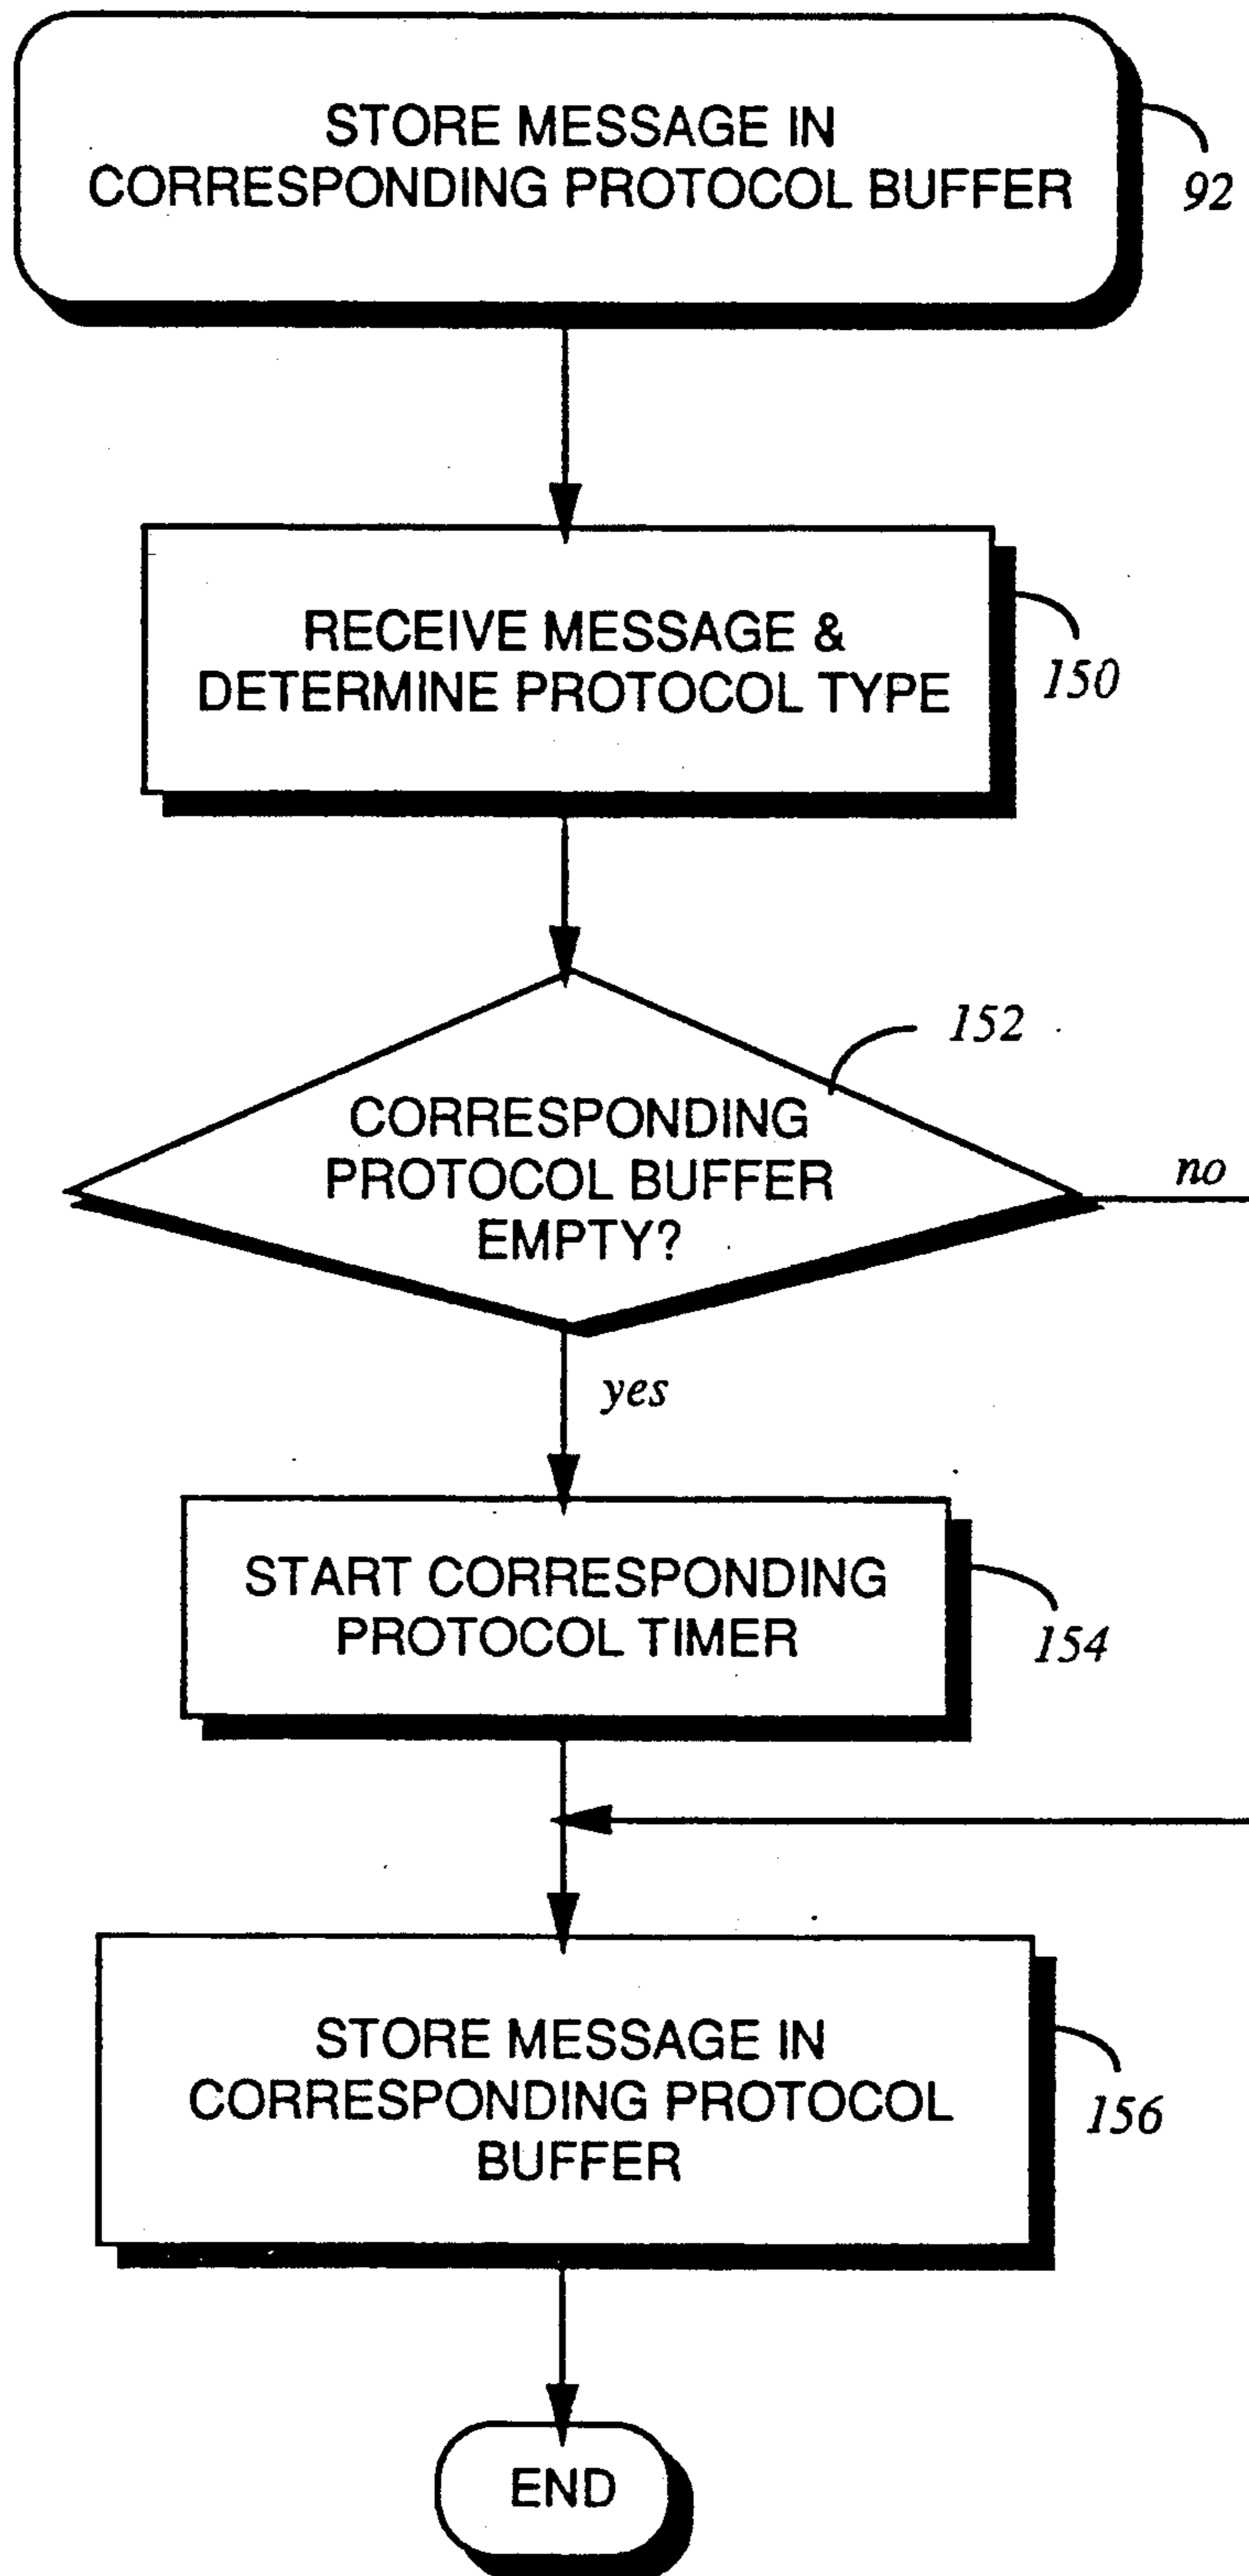 STORE MESSAGE IN
CORRESPONDING PROTOCOL BUFFER
92
RECEIVE MESSAGE &
DETERMINE PROTOCOL TYPE
150
152
CORRESPONDING
PROTOCOL BUFFER
EMPTY?
no
yes
START CORRESPONDING
PROTOCOL TIMER
154
STORE MESSAGE IN
CORRESPONDING PROTOCOL
BUFFER
156
END